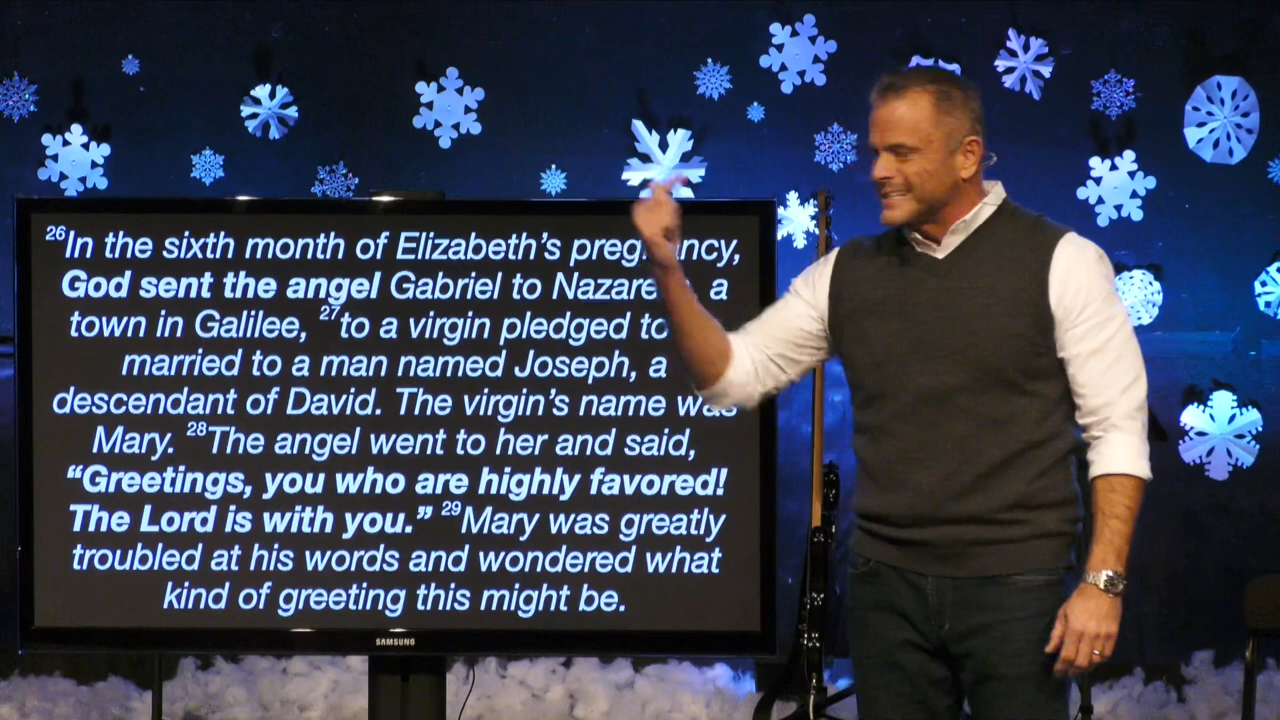 26In the sixth month of Elizabeth’s
God sent the angel Gabriel to a
town in Galilee, 27to a virgin pledged to
married to a man named Joseph, a
descendant of David. The virgin’s name was
Mary. 28The angel went to her and said,
“Greetings, you who are highly favored!
The Lord is with you.” 29Mary was greatly
troubled at his words and wondered what
kind of greeting this might be.
SAMSUNG